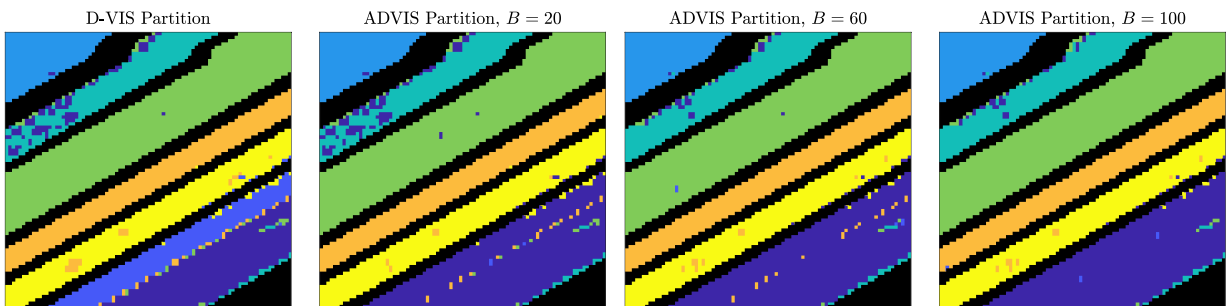 D-VIS Partition
ADVIS Partition, B = 20
ADVIS Partition, B = 60
ADVIS Partition, B = 100